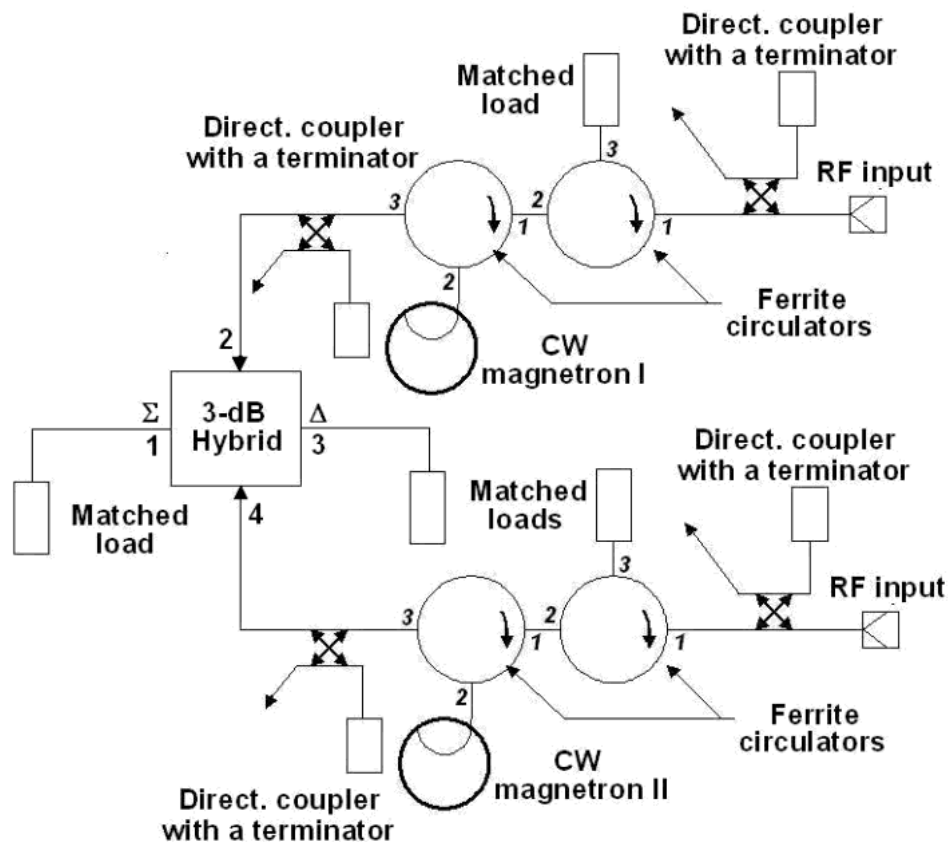 Direct. coupler
with a terminator
Matched
load
Direct. coupler
with a terminator
RF input
3
3
2
1
1
2
Ferrite
circulators
CW
magnetron I
2
Σ
1
3-dB
Hybrid
Δ
3
4
Matched
load
Direct. coupler
with a terminator
Matched
loads
RF input
3
3
2
1
1
2
Ferrite
circulators
CW
magnetron II
Direct. coupler
with a terminator